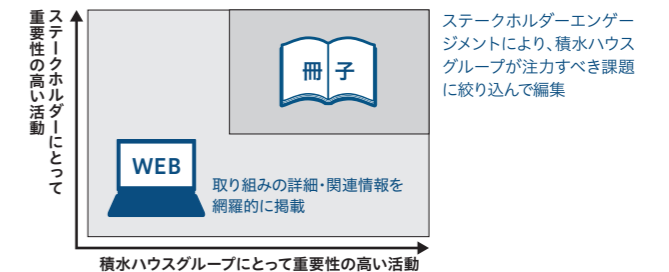 ステークホルダーにとって
重要性の高い活動
冊子
ステークホルダーエンゲー
ジメントにより、積水ハウス
グループが注力すべき課題
に絞り込んで編集
WEB
取り組みの詳細・関連情報を
網羅的に掲載
積水ハウスグループにとって重要性の高い活動